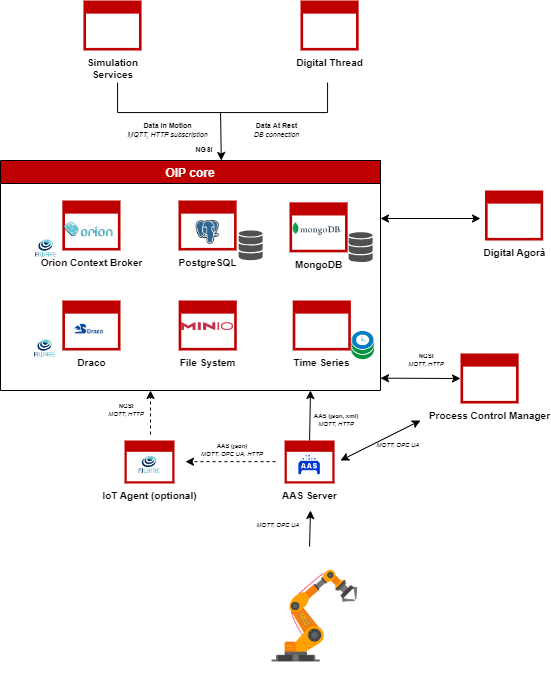 Simulation
Services
Digital Thread
Data In Motion
MQTT, HTTP subscription
Data At Rest
DB connection
NGSI
OIP core
orion
FIWARE
Orion Context Broker
PostgreSQL
mongoDB.
MongoDB
Digital Agorà
Draco
FIWARE
Draco
MINIO
File System
Time Series
NGSI
MQTT, HTTP
Process Control Manager
NGSI
MQTT, HTTP
AAS (json, xml)
MQTT, HTTP
AAS (json)
MQTT, OPC UA, HTTP
MQTT, OPC UA
FIWARE
IoT Agent (optional)
AAS
AAS Server
MQTT, OPC UA